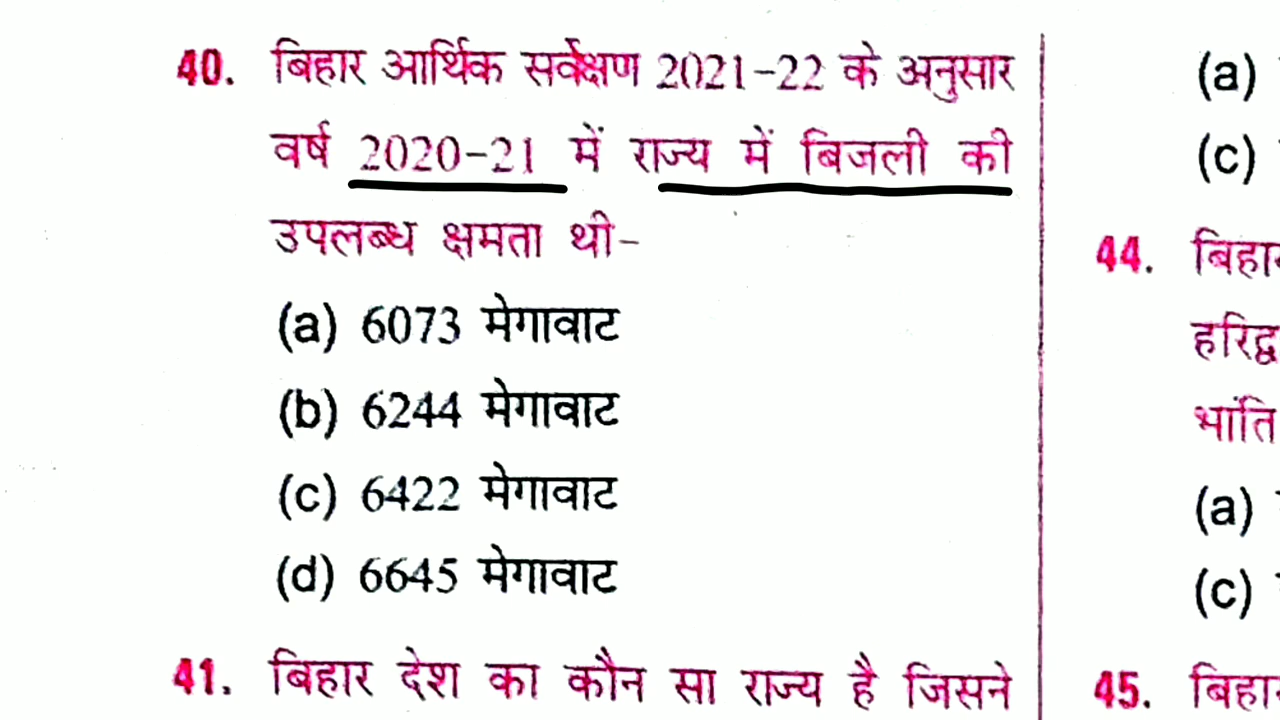 40. बिहार आर्थिक सर्वेक्षण 2021-22 के अनुसार
वर्ष 2020-21 में राज्य में बिजली की
उपलब्ध क्षमता थी-
(a) 6073 मेगावाट
(b) 6244 मेगावाट
(c) 6422 मेगावाट
(d) 6645 मेगावाट
41. बिहार देश का कौन सा राज्य है जिसने
(a)
(c)
44. बिहार
हरिद्व
भांति
(a)
(c)
45.